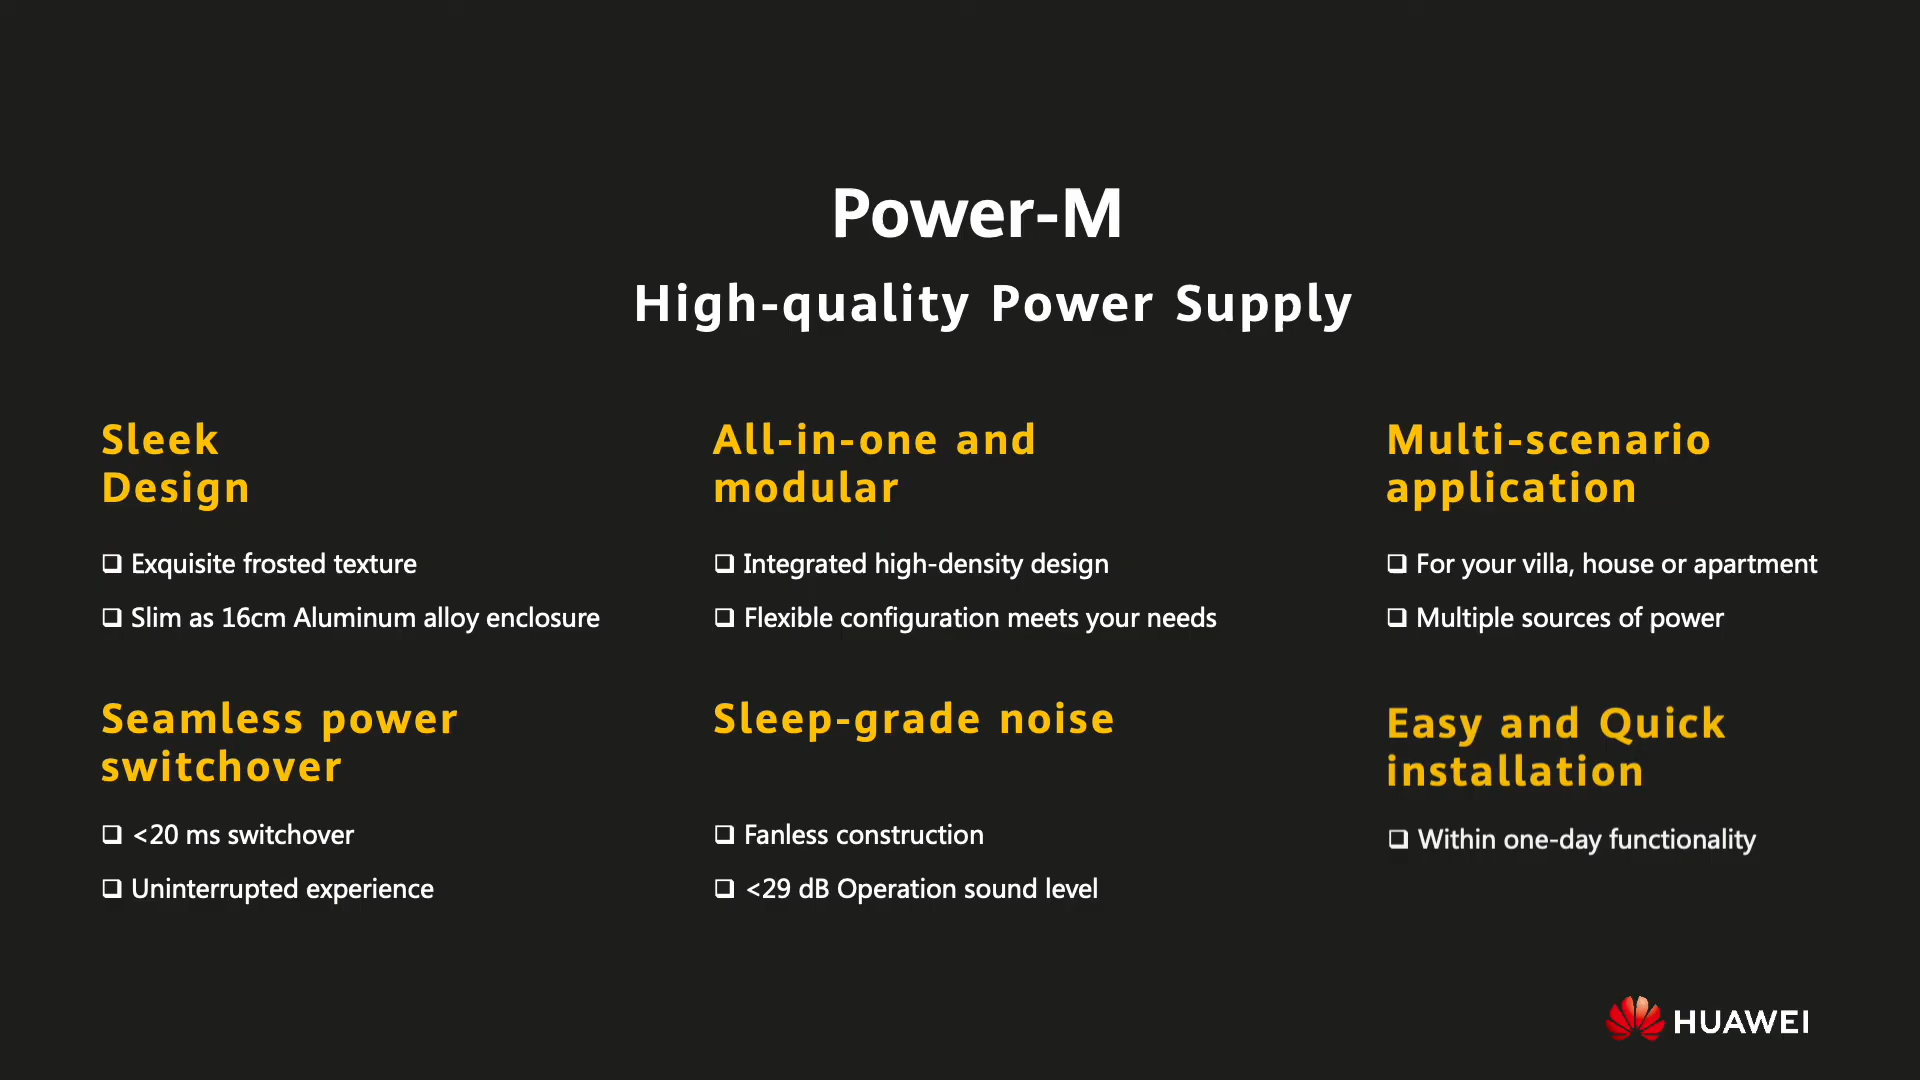 Power-M
High-quality Power Supply
Sleek
Design
❑ Exquisite frosted texture
❑ Slim as 16cm Aluminum alloy enclosure
All-in-one and
modular
❑ Integrated high-density design
❑ Flexible configuration meets your needs
Multi-scenario
application
❑ For your villa, house or apartment
❑ Multiple sources of power
Seamless power
switchover
❑ <20 ms switchover
❑ Uninterrupted experience
Sleep-grade noise
❑ Fanless construction
❑ <29 dB Operation sound level
Easy and Quick
installation
❑ Within one-day functionality
HUAWEI